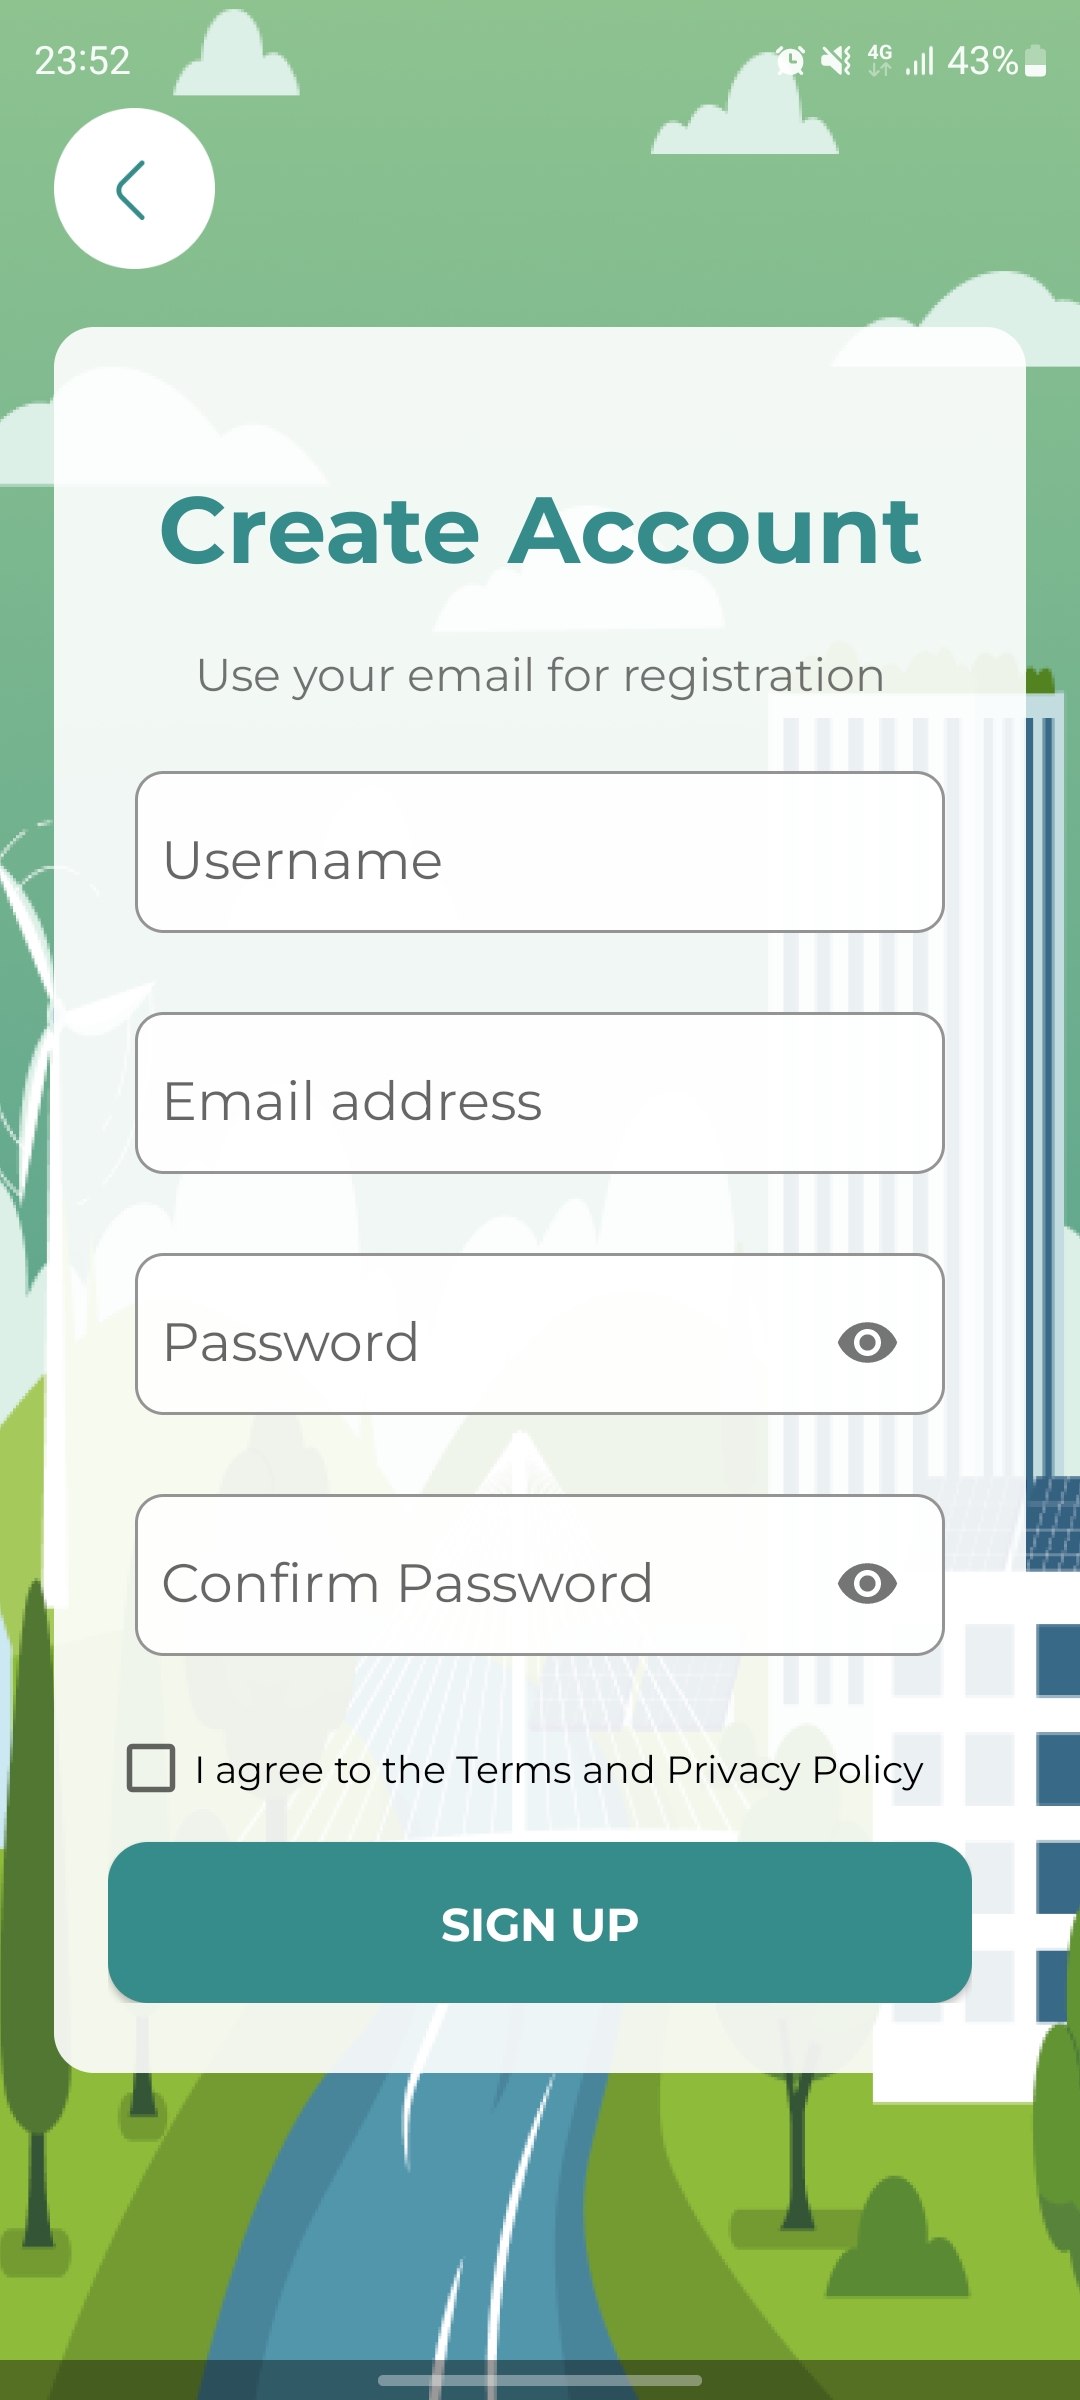 23:52
4G 43%
Create Account
Use your email for registration
Username
Email address
Password
Confirm Password
I agree to the Terms and Privacy Policy
SIGN UP